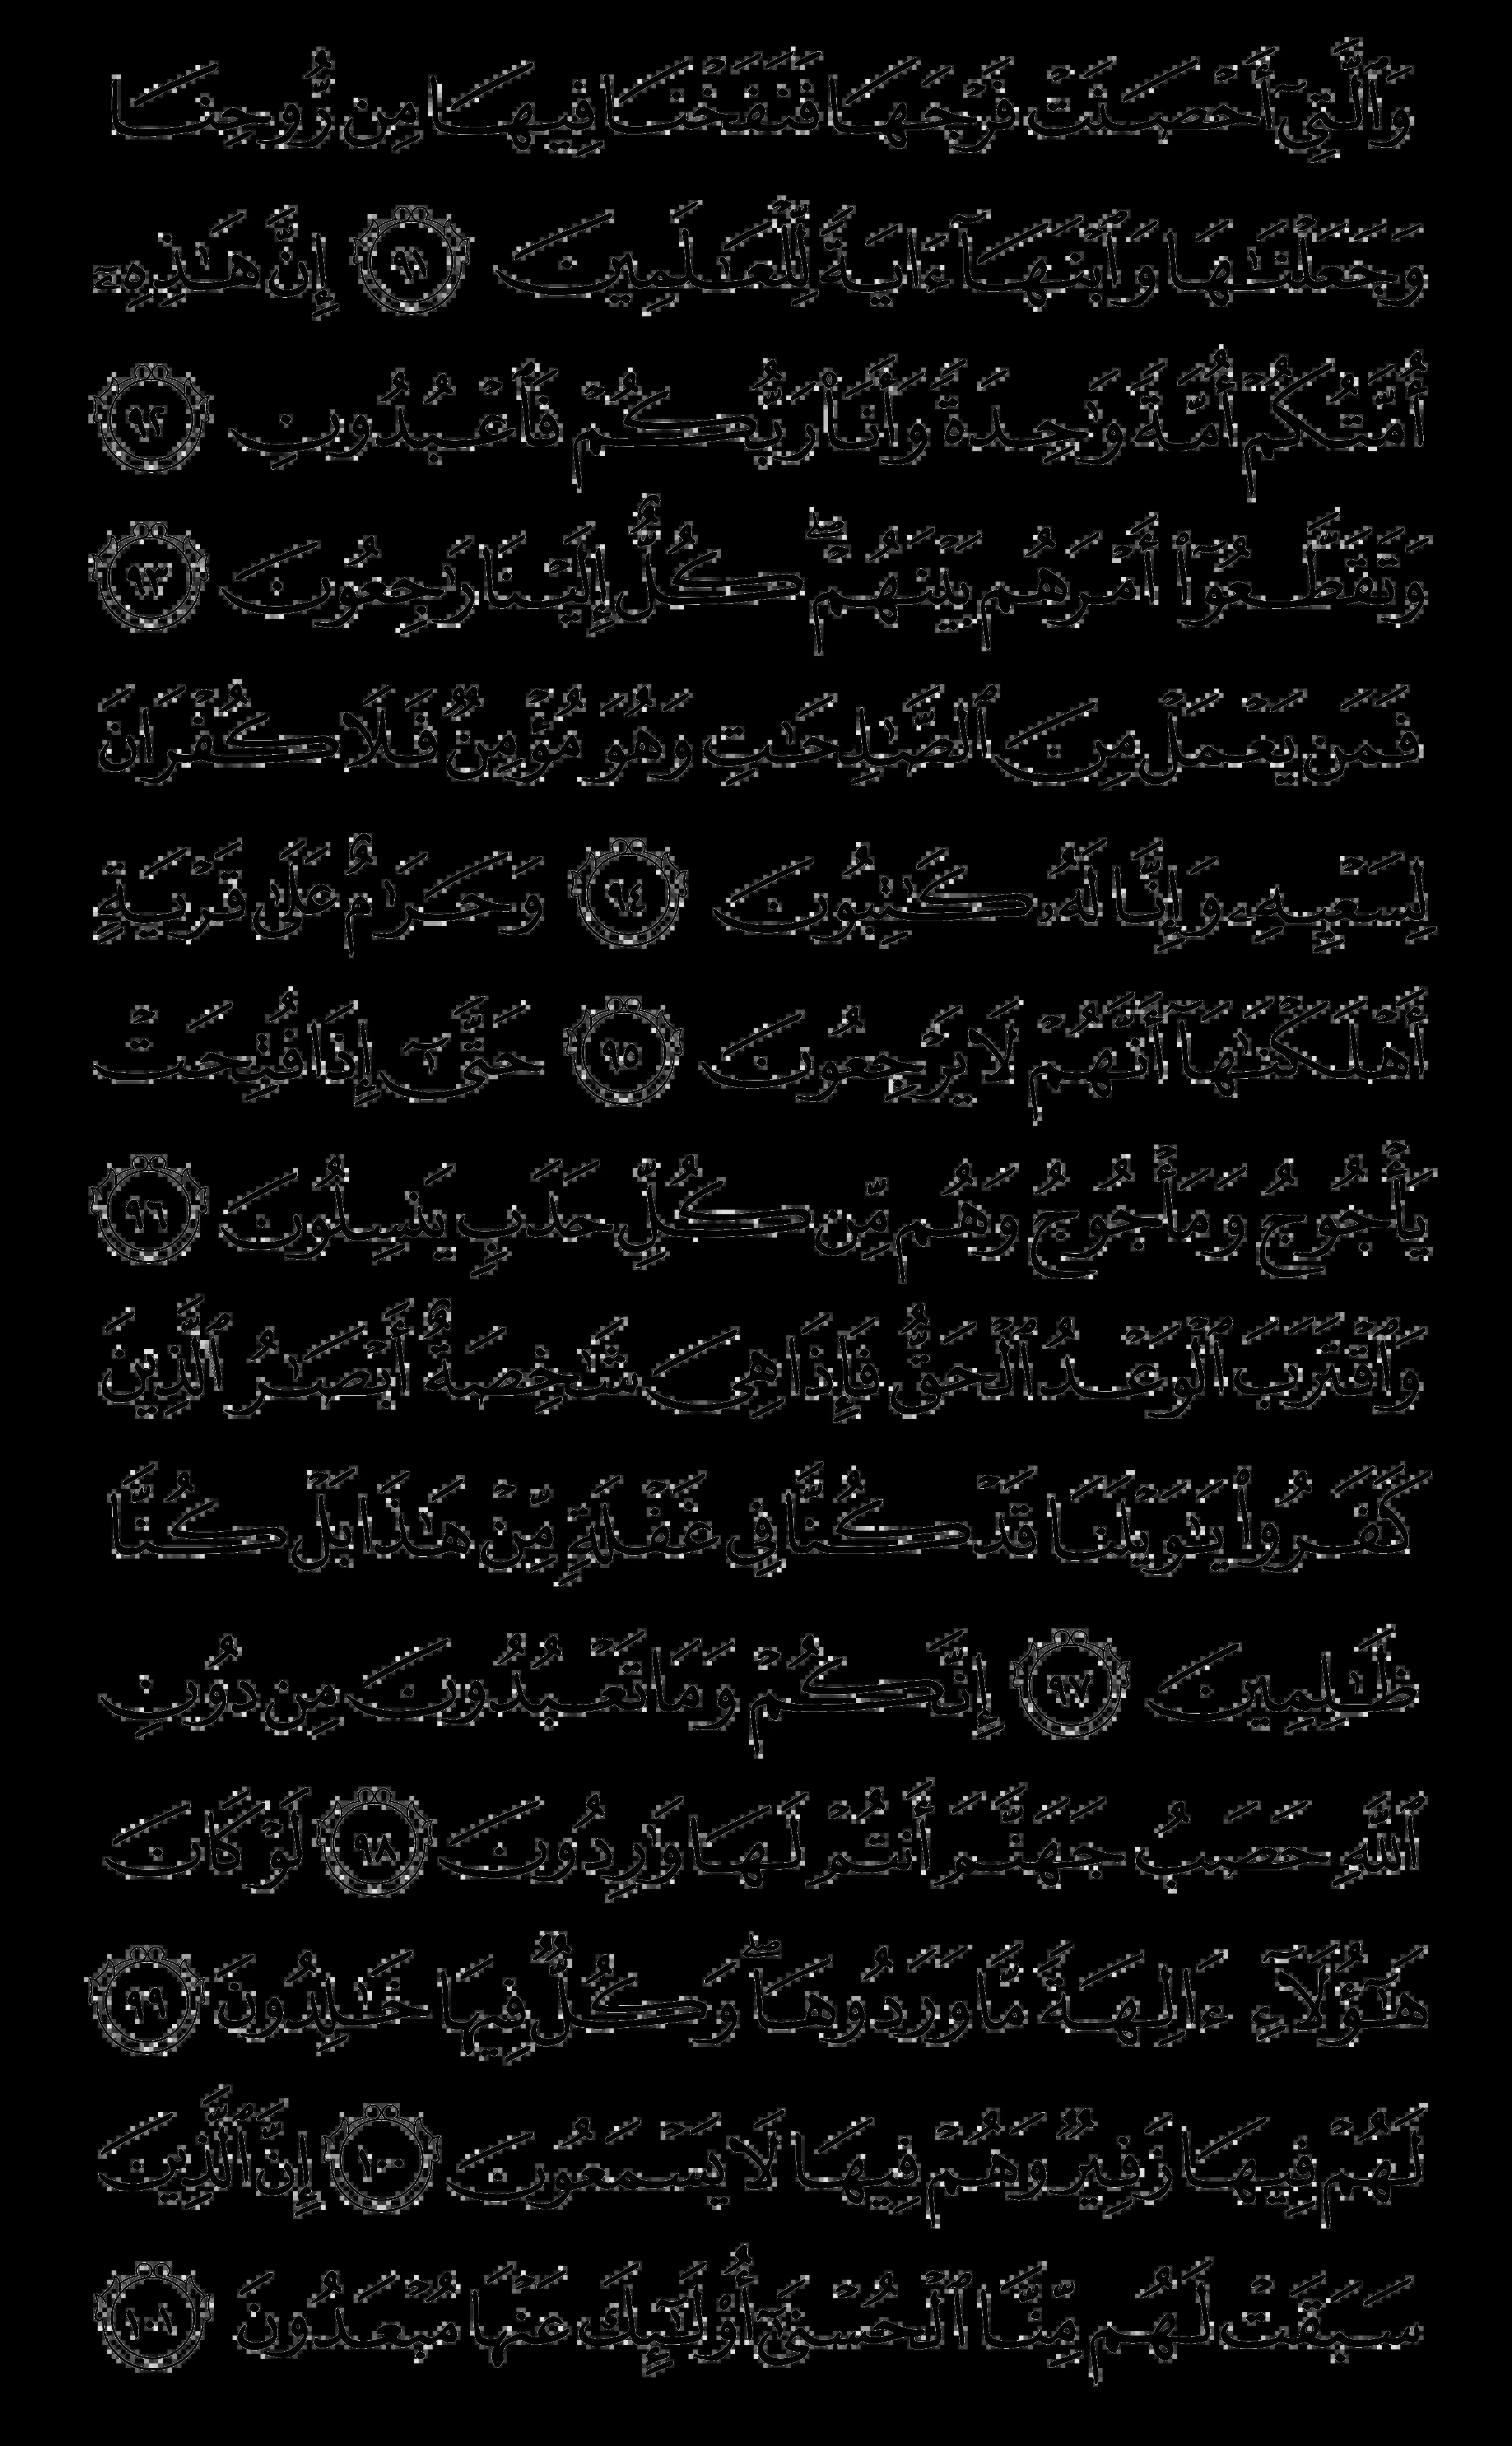 وَٱلَّتِىٓ أَحْصَنَتْ فَرْجَهَا فَنَفَخْنَا فِيهَا مِن رُّوحِنَا
وَجَعَلْنَٰهَا وَٱبْنَهَآ ءَايَةً لِّلْعَٰلَمِينَ ٩١ إِنَّ هَٰذِهِۦٓ
أُمَّتُكُمْ أُمَّةً وَٰحِدَةً وَأَنَا۠ رَبُّكُمْ فَٱعْبُدُونِ ٩٢
وَتَقَطَّعُوٓا۟ أَمْرَهُم بَيْنَهُمْ ۖ كُلٌّ إِلَيْنَا رَٰجِعُونَ ٩٣
فَمَن يَعْمَلْ مِنَ ٱلصَّٰلِحَٰتِ وَهُوَ مُؤْمِنٌ فَلَا كُفْرَانَ
لِسَعْيِهِۦ وَإِنَّا لَهُۥ كَٰتِبُونَ ٩٤ وَحَرَٰمٌ عَلَىٰ قَرْيَةٍ
أَهْلَكْنَٰهَآ أَنَّهُمْ لَا يَرْجِعُونَ ٩٥ حَتَّىٰٓ إِذَا فُتِحَتْ
يَأْجُوجُ وَمَأْجُوجُ وَهُم مِّن كُلِّ حَدَبٍ يَنسِلُونَ ٩٦
وَٱقْتَرَبَ ٱلْوَعْدُ ٱلْحَقُّ فَإِذَا هِىَ شَٰخِصَةٌ أَبْصَٰرُ ٱلَّذِينَ
كَفَرُوا۟ يَٰوَيْلَنَا قَدْ كُنَّا فِى غَفْلَةٍ مِّنْ هَٰذَا بَلْ كُنَّا
ظَٰلِمِينَ ٩٧ إِنَّكُمْ وَمَا تَعْبُدُونَ مِن دُونِ
ٱللَّهِ حَصَبُ جَهَنَّمَ أَنتُمْ لَهَا وَٰرِدُونَ ٩٨ لَوْ كَانَ
هَٰٓؤُلَآءِ ءَالِهَةً مَّا وَرَدُوهَا ۖ وَكُلٌّ فِيهَا خَٰلِدُونَ ٩٩
لَهُمْ فِيهَا زَفِيرٌ وَهُمْ فِيهَا لَا يَسْمَعُونَ ١٠٠ إِنَّ ٱلَّذِينَ
سَبَقَتْ لَهُم مِّنَّا ٱلْحُسْنَىٰٓ أُو۟لَٰٓئِكَ عَنْهَا مُبْعَدُونَ ١٠١